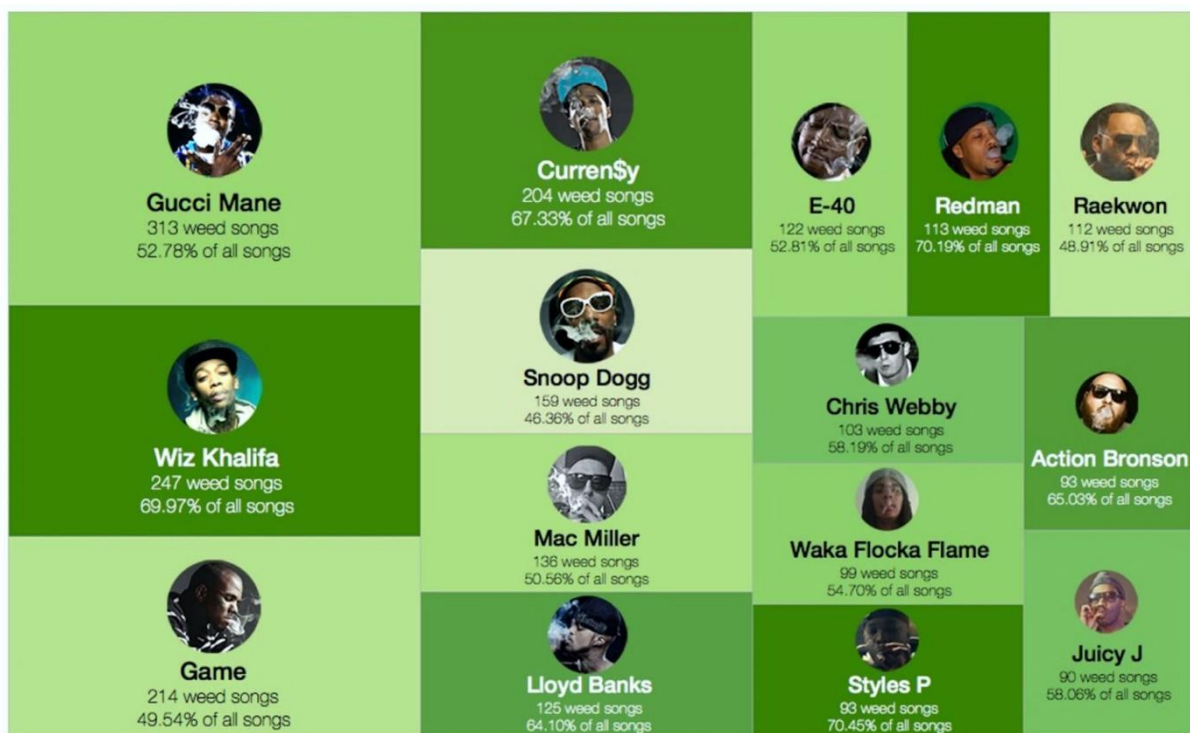 Gucci Mane
313 weed songs
52.78% of all songs
Wiz Khalifa
247 weed songs
69.97% of all songs
Game
214 weed songs
49.54% of all songs
Curren$y
204 weed songs
67.33% of all songs
Snoop Dogg
159 weed songs
46.36% of all songs
Mac Miller
136 weed songs
50.56% of all songs
Lloyd Banks
125 weed songs
64.10% of all songs
E-40
122 weed songs
52.81% of all songs
Redman
113 weed songs
70.19% of all songs
Raekwon
112 weed songs
48.91% of all songs
Chris Webby
103 weed songs
58.19% of all songs
Waka Flocka Flame
99 weed songs
54.70% of all songs
Styles P
93 weed songs
70.45% of all songs
Action Bronson
93 weed songs
65.03% of all songs
Juicy J
90 weed songs
58.06% of all songs